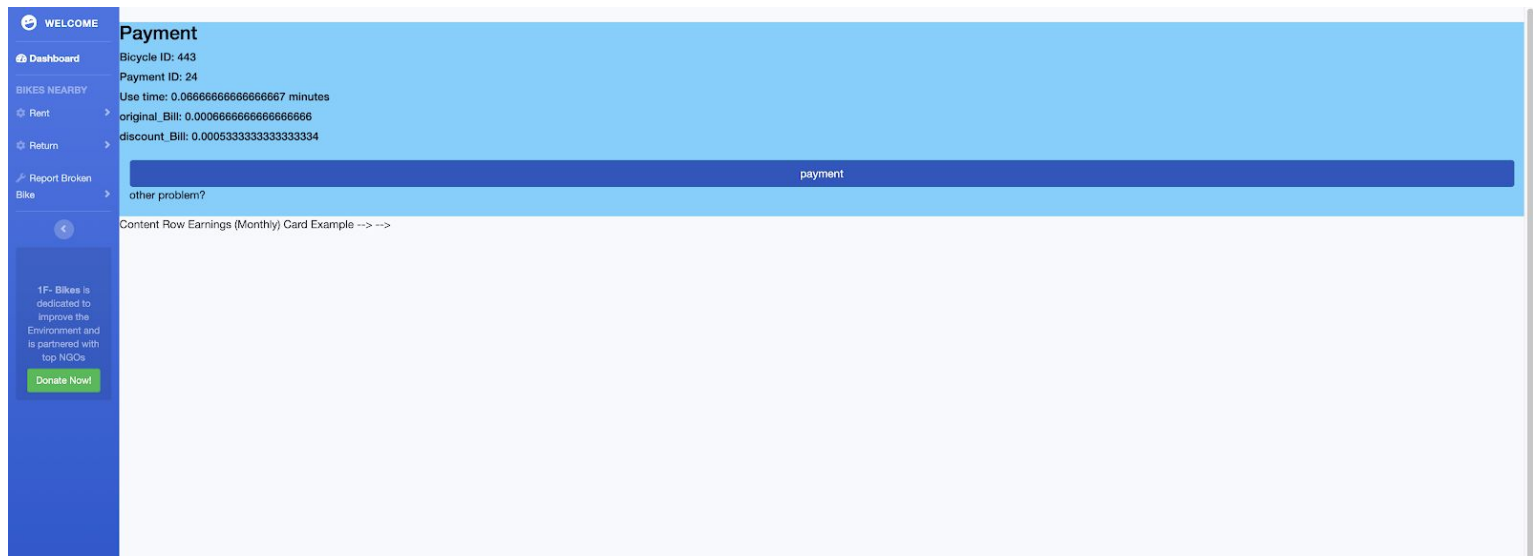 WELCOME
Dashboard
BIKES NEARBY
Rent
Return
Report Broken
Bike
1F- Bikes is
dedicated to
improve the
Environment and
is partnered with
top NGOs
Donate Now!
Payment
Bicycle ID: 443
Payment ID: 24
Use time: 0.06666666666666667 minutes
original_Bill: 0.0006666666666666666
discount_Bill: 0.0005333333333333334
payment
other problem?
Content Row Earnings (Monthly) Card Example --> -->